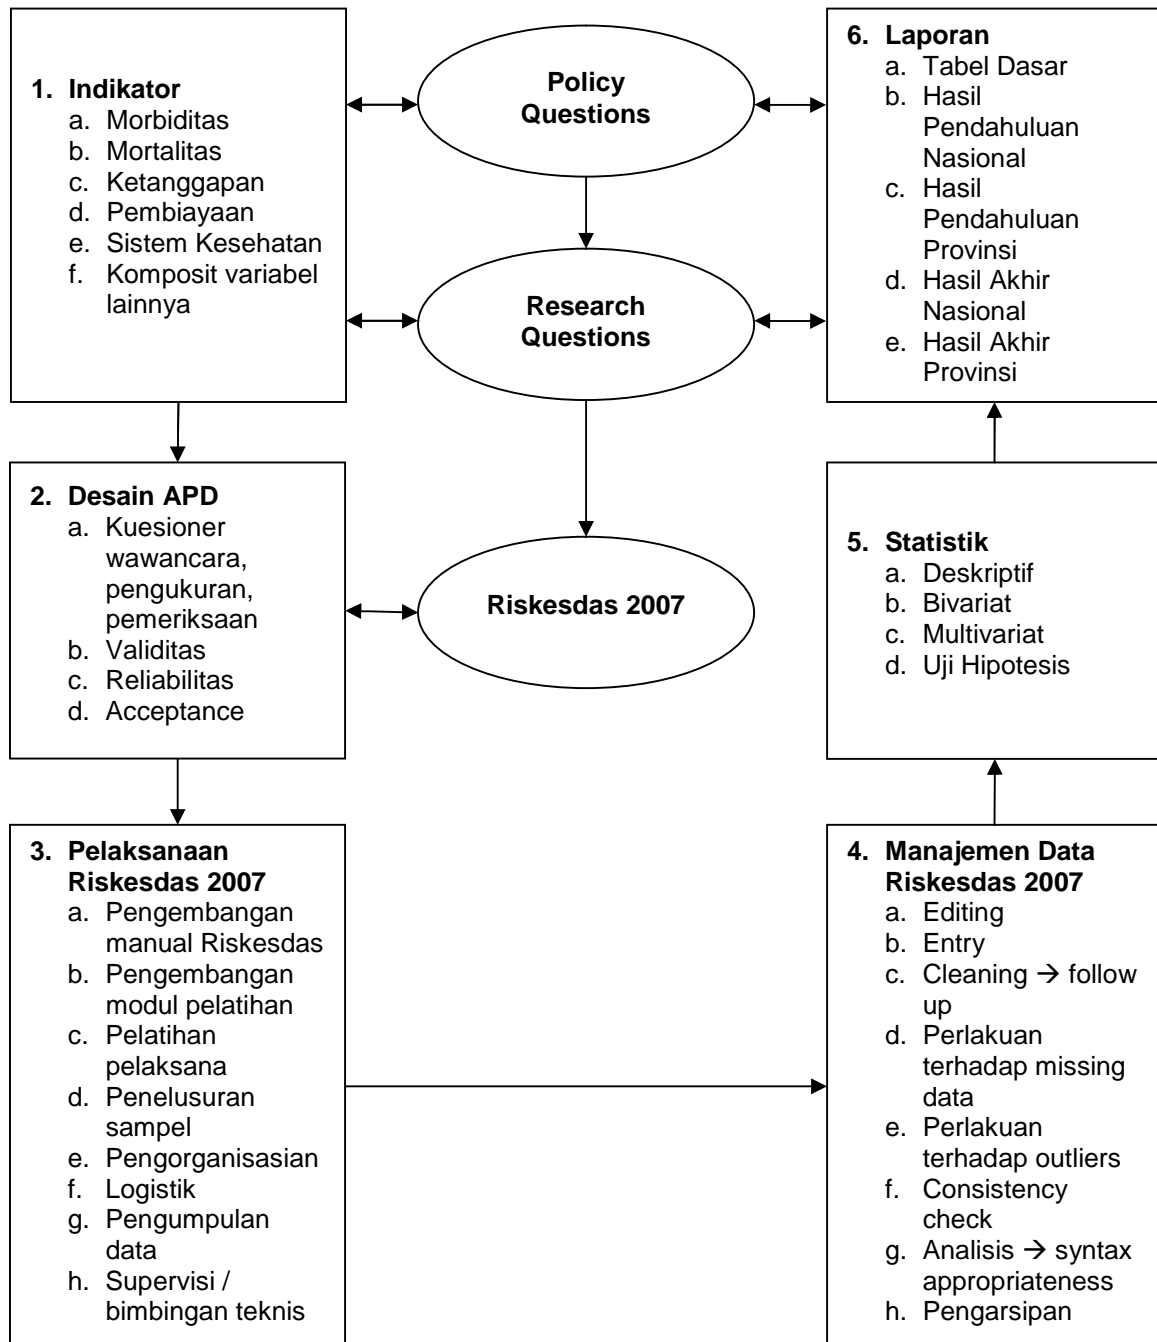 1. Indikator
a. Morbiditas
b. Mortalitas
c. Ketanggapan
d. Pembiayaan
e. Sistem Kesehatan
f. Komposit variabel
lainnya
Policy
Questions
Research
Questions
6. Laporan
a. Tabel Dasar
b. Hasil
Pendahuluan
Nasional
c. Hasil
Pendahuluan
Provinsi
d. Hasil Akhir
Nasional
e. Hasil Akhir
Provinsi
2. Desain APD
a. Kuesioner
wawancara,
pengukuran,
pemeriksaan
b. Validitas
c. Reliabilitas
d. Acceptance
Riskesdas 2007
5. Statistik
a. Deskriptif
b. Bivariat
c. Multivariat
d. Uji Hipotesis
3. Pelaksanaan
Riskesdas 2007
a. Pengembangan
manual Riskesdas
b. Pengembangan
modul pelatihan
c. Pelatihan
pelaksana
d. Penelusuran
sampel
e. Pengorganisasian
f. Logistik
g. Pengumpulan
data
h. Supervisi /
bimbingan teknis
4. Manajemen Data
Riskesdas 2007
a. Editing
b. Entry
c. Cleaning → follow
up
d. Perlakuan
terhadap missing
data
e. Perlakuan
terhadap outliers
f. Consistency
check
g. Analisis → syntax
appropriateness
h. Pengarsipan